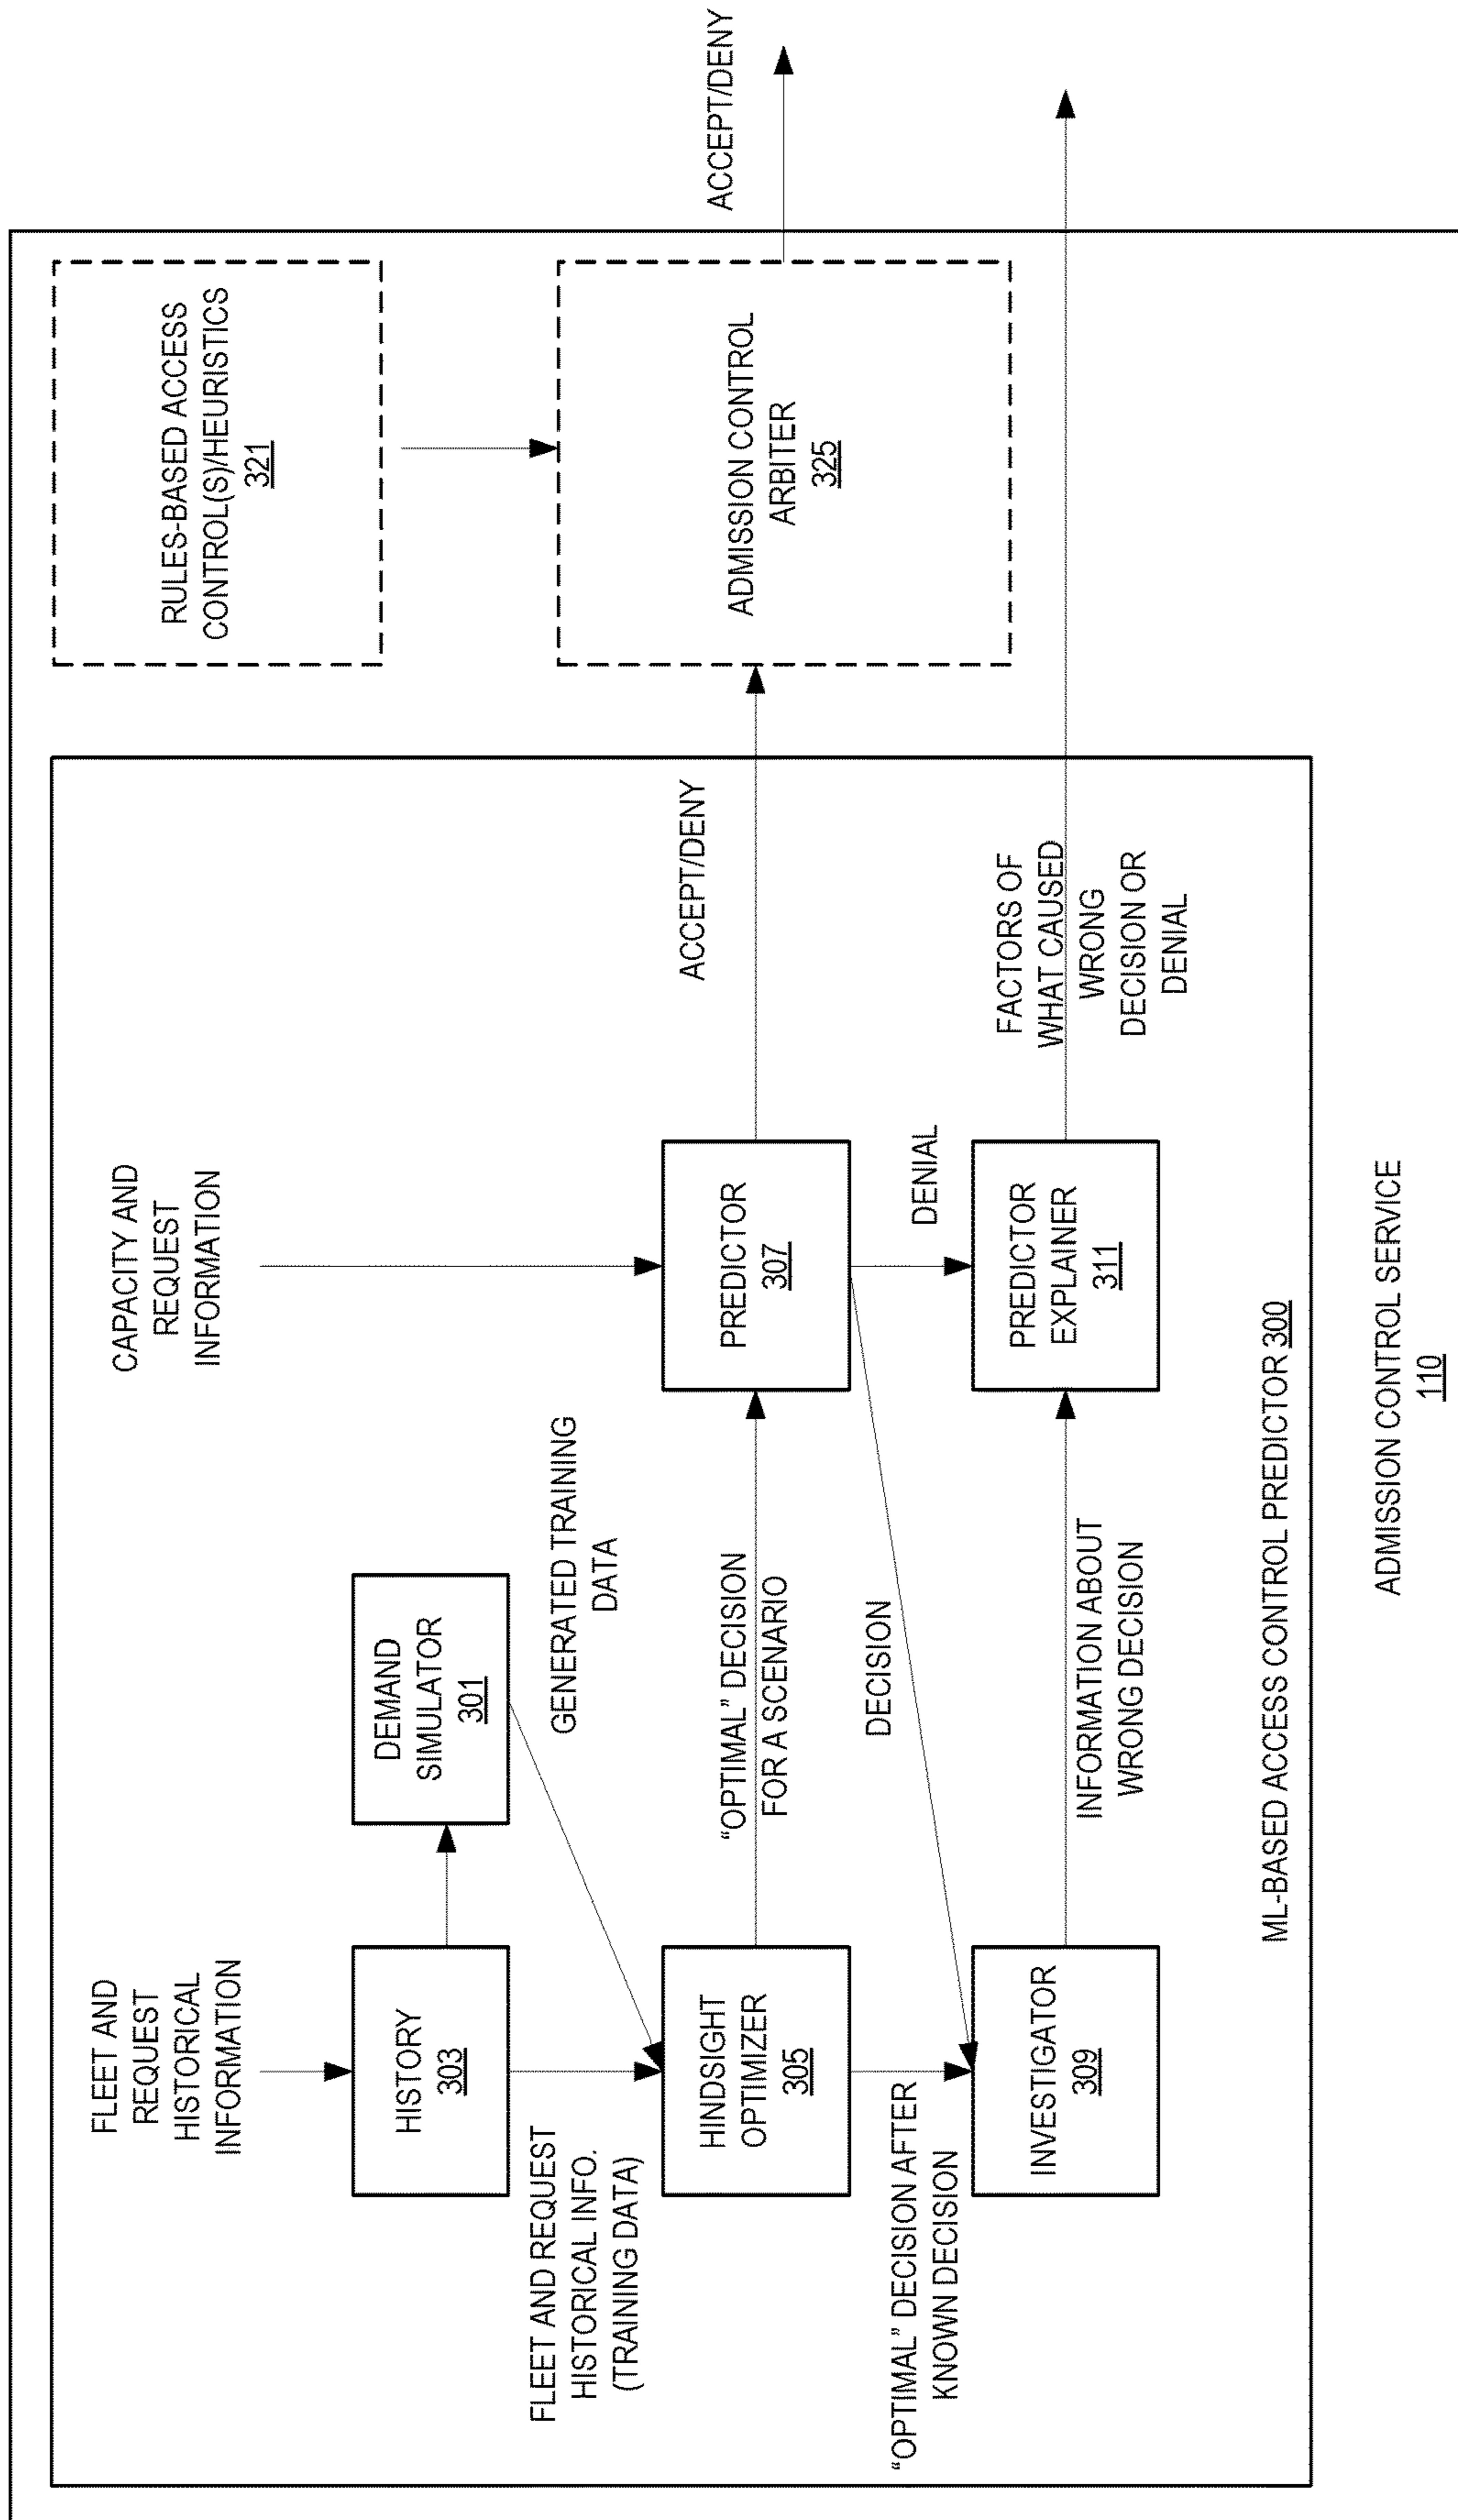 FLEET AND
REQUEST
HISTORICAL
INFORMATION
CAPACITY AND
REQUEST
INFORMATION
RULES-BASED ACCESS
CONTROL(S)/HEURISTICS
321
HISTORY
303
DEMAND
SIMULATOR
301
FLEET AND REQUEST
HISTORICAL INFO.
(TRAINING DATA)
GENERATED TRAINING
DATA
HINDSIGHT
OPTIMIZER
305
"OPTIMAL" DECISION
FOR A SCENARIO
PREDICTOR
307
ACCEPT/DENY
ADMISSION CONTROL
ARBITER
325
ACCEPT/DENY
"OPTIMAL" DECISION AFTER
KNOWN DECISION
DECISION
DENIAL
INVESTIGATOR
309
INFORMATION ABOUT
WRONG DECISION
PREDICTOR
EXPLAINER
311
FACTORS OF
WHAT CAUSED
WRONG
DECISION OR
DENIAL
ML-BASED ACCESS CONTROL PREDICTOR 300
ADMISSION CONTROL SERVICE
110